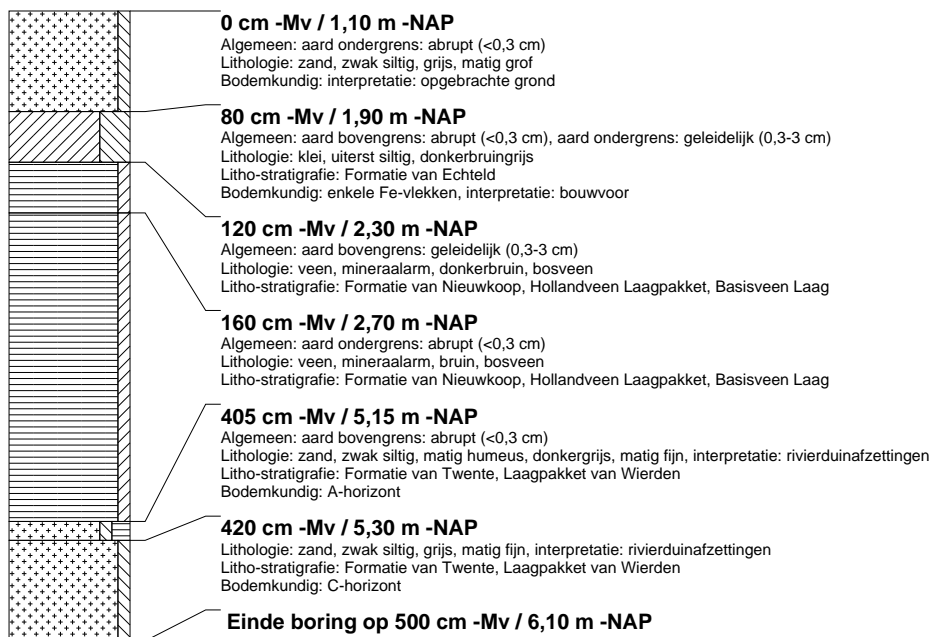 0 cm -Mv / 1,10 m -NAP
Algemeen: aard ondergrens: abrupt (<0,3 cm)
Lithologie: zand, zwak siltig, grijs, matig grof
Bodemkundig: interpretatie: opgebrachte grond
80 cm -Mv / 1,90 m -NAP
Algemeen: aard bovengrens: abrupt (<0,3 cm), aard ondergrens: geleidelijk (0,3-3 cm)
Lithologie: klei, uiterst siltig, donkerbruingrijs
Litho-stratigrafie: Formatie van Echteld
Bodemkundig: enkele Fe-vlekken, interpretatie: bouwvoor
120 cm -Mv / 2,30 m -NAP
Algemeen: aard bovengrens: geleidelijk (0,3-3 cm)
Lithologie: veen, mineraalarm, donkerbruin, bosveen
Litho-stratigrafie: Formatie van Nieuwkoop, Hollandveen Laagpakket, Basisveen Laag
160 cm -Mv / 2,70 m -NAP
Algemeen: aard ondergrens: abrupt (<0,3 cm)
Lithologie: veen, mineraalarm, bruin, bosveen
Litho-stratigrafie: Formatie van Nieuwkoop, Hollandveen Laagpakket, Basisveen Laag
405 cm -Mv / 5,15 m -NAP
Algemeen: aard bovengrens: abrupt (<0,3 cm)
Lithologie: zand, zwak siltig, matig humeus, donkergrijs, matig fijn, interpretatie: rivierduinafzettingen
Litho-stratigrafie: Formatie van Twente, Laagpakket van Wierden
Bodemkundig: A-horizont
420 cm -Mv / 5,30 m -NAP
Lithologie: zand, zwak siltig, grijs, matig fijn, interpretatie: rivierduinafzettingen
Litho-stratigrafie: Formatie van Twente, Laagpakket van Wierden
Bodemkundig: C-horizont
Einde boring op 500 cm -Mv / 6,10 m -NAP